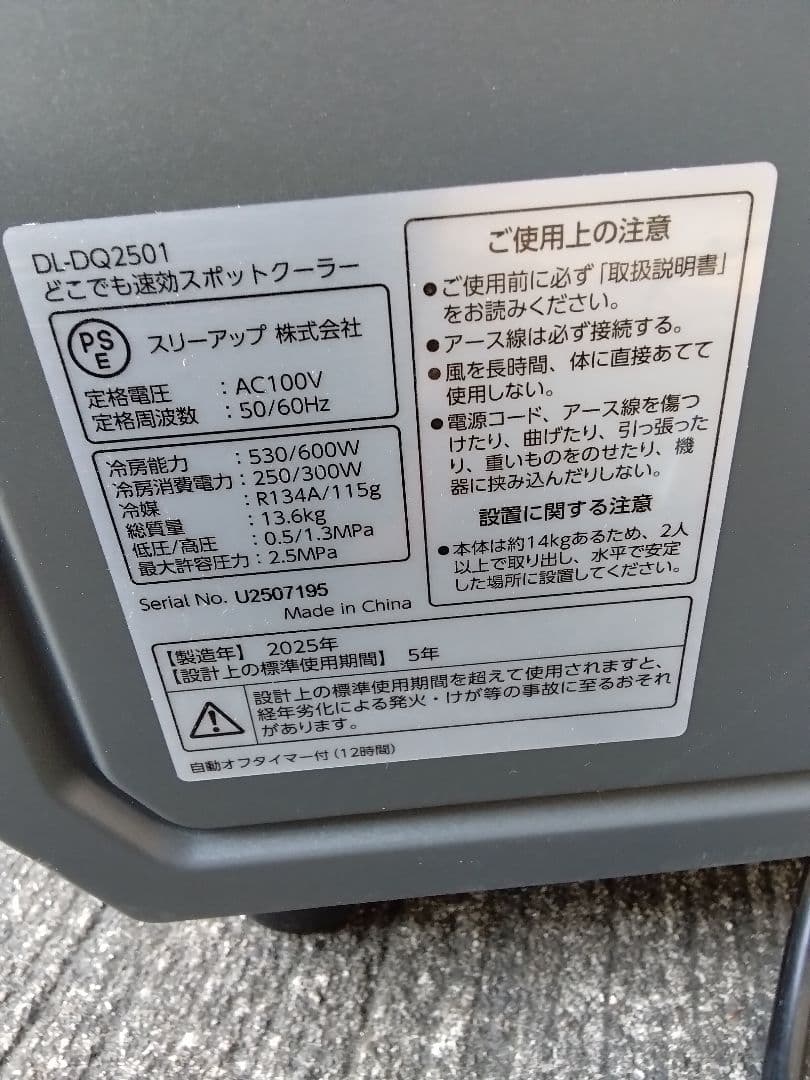 DL-DQ2501
どこでも速効スポットクーラー
PSE
スリーアップ 株式会社
定格電圧 : AC100V
定格周波数 : 50/60Hz
冷房能力 : 530/600W
冷房消費電力 : 250/300W
冷媒 : R134A/115g
総質量 : 13.6kg
低圧/高圧 : 0.5/1.3MPa
最大許容圧力 : 2.5MPa
Serial No. U2507195
Made in China
ご使用上の注意
●ご使用前に必ず「取扱説明書」
をお読みください。
●アース線は必ず接続する。
●風を長時間、体に直接あてて
使用しない。
●電源コード、アース線を傷つ
けたり、曲げたり、引っ張った
り、重いものをのせたり、機
器に挟み込んだりしない。
設置に関する注意
●本体は約14kgあるため、2人
以上で取り出し、水平で安定
した場所に設置してください。
【製造年】 2025年
【設計上の標準使用期間】 5年
設計上の標準使用期間を超えて使用されますと、
経年劣化による発火・けが等の事故に至るおそれ
があります。
自動オフタイマー付(12時間)